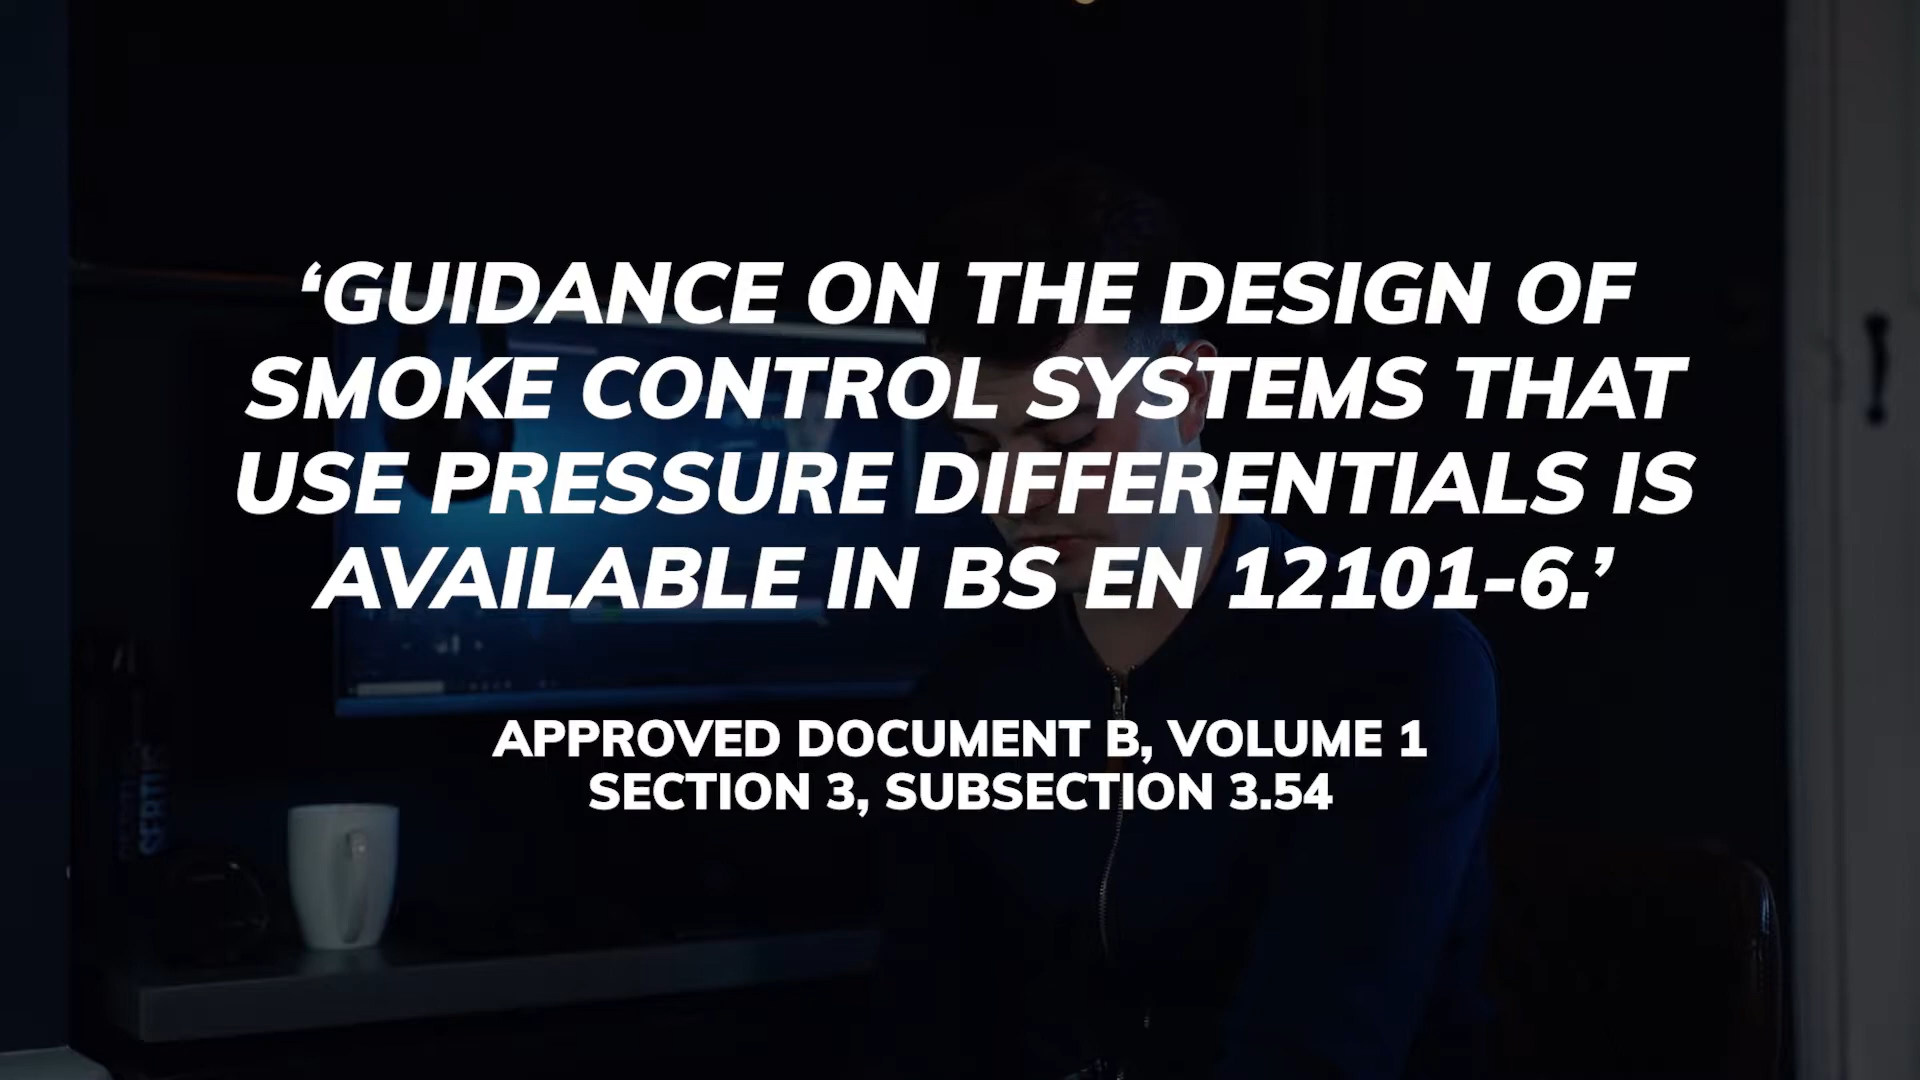 ‘GUIDANCE ON THE DESIGN OF
SMOKE CONTROL SYSTEMS THAT
USE PRESSURE DIFFERENTIALS IS
AVAILABLE IN BS EN 12101-6.’
APPROVED DOCUMENT B, VOLUME 1
SECTION 3, SUBSECTION 3.54